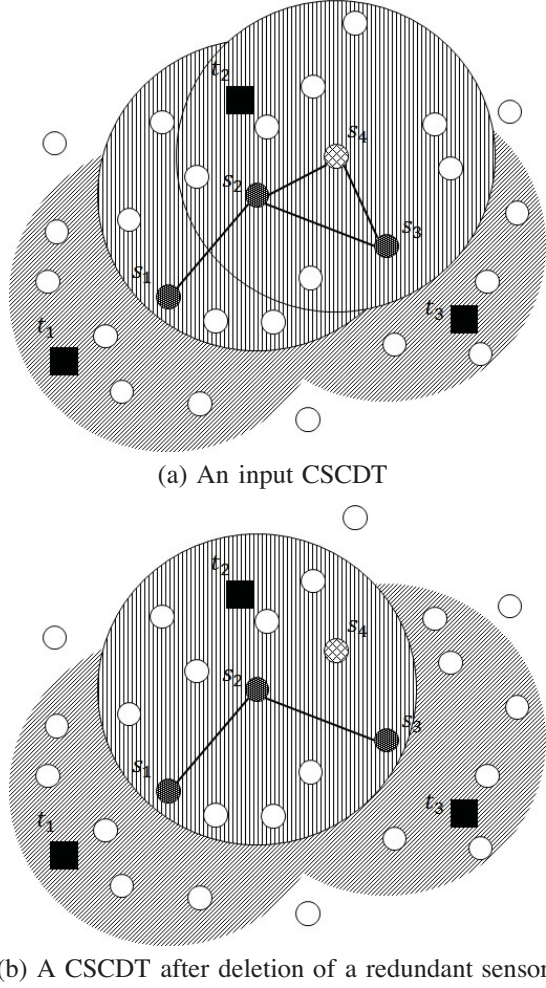 t2
s4
s2
s3
s1
t3
t1
(a) An input CSCDT
t2
s4
s2
s3
s1
t3
t1
(b) A CSCDT after deletion of a redundant sensor